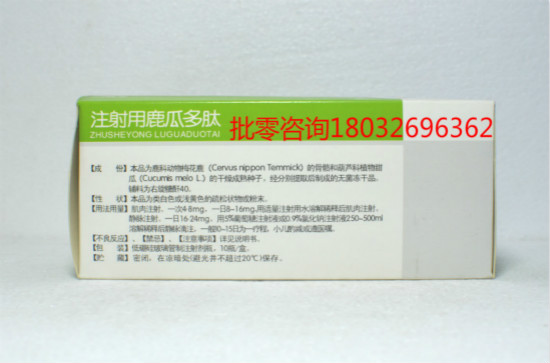 注射用鹿瓜多肽
ZHUSHEYONG LUGUADUOTAI
批零咨询18032696362
【成　份】本品为鹿科动物梅花鹿（Cervus nippon Temmick）的骨骼和葫芦科植物甜
瓜（Cucumis melo L.）的干燥成熟种子，经分别提取后制成的无菌冻干品。
辅料为右旋糖酐40。
【性　状】本品为类白色或浅黄色的疏松状物或粉末。
【用法用量】肌肉注射。一次4-8mg，一日8~16mg，用适量注射用水溶解稀释后肌肉注射。
静脉注射。一日16-24mg，用5%葡萄糖注射液或0.9%氯化钠注射液250~500ml
溶解稀释后静脉滴注。一般10~15日为一疗程，小儿酌减或遵医嘱。
【不良反应】、【禁忌】、【注意事项】详见说明书。
【包　装】低硼硅玻璃管制注射剂瓶，10瓶/盒。
【贮　藏】密闭，在凉暗处(避光并不超过20℃)保存。